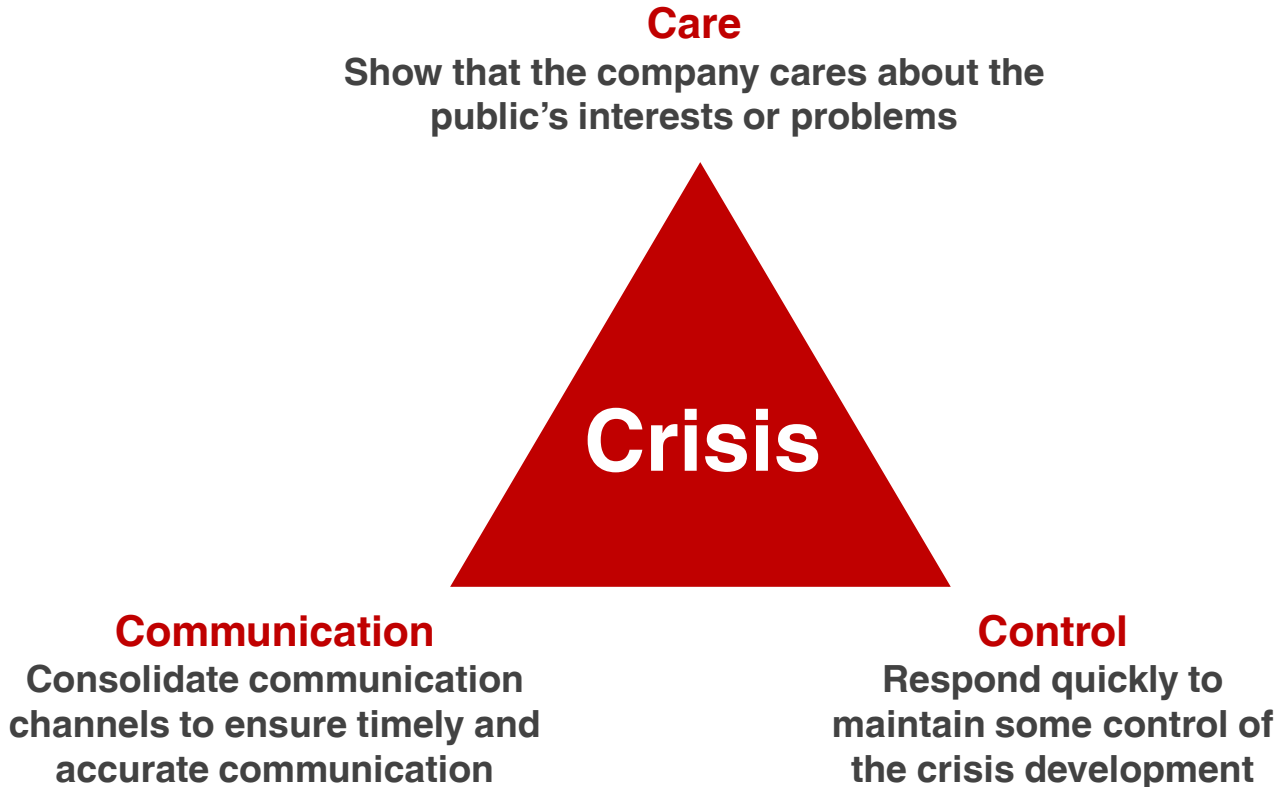 Care
Show that the company cares about the
public’s interests or problems
Crisis
Communication
Consolidate communication
channels to ensure timely and
accurate communication
Control
Respond quickly to
maintain some control of
the crisis development